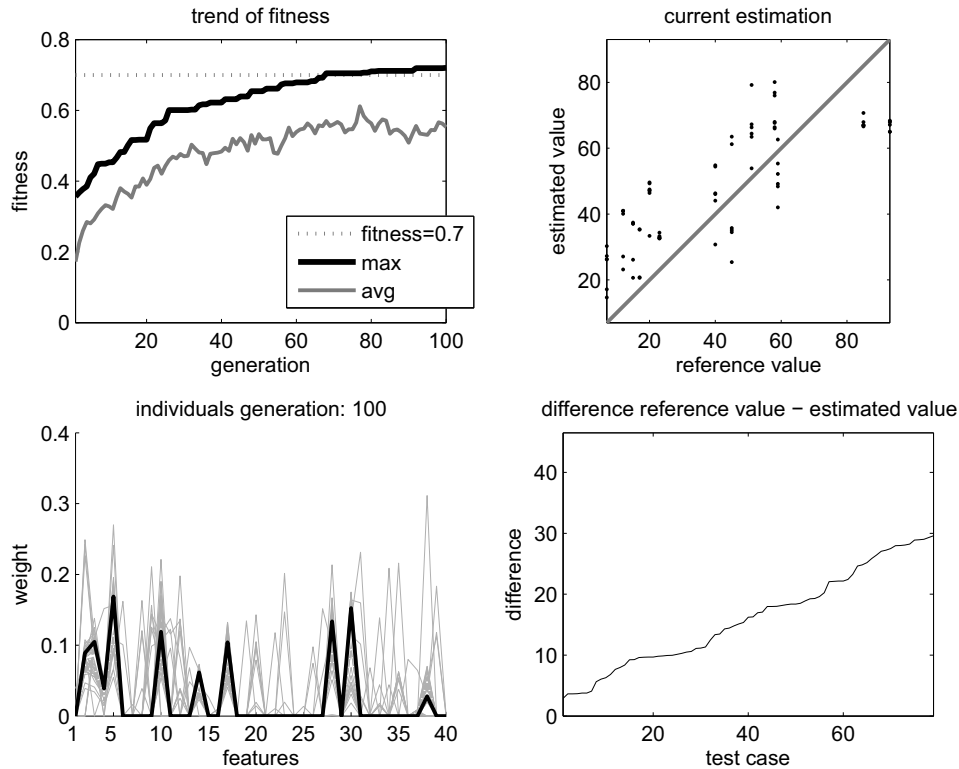 trend of fitness
0.8
0.6
0.4
0.2
0
fitness
20
40
60
80
100
generation
fitness=0.7
max
avg
current estimation
80
60
40
20
estimated value
20
40
60
80
reference value
individuals generation: 100
0.4
0.3
0.2
0.1
0
weight
1
5
10
15
20
25
30
35
40
features
difference reference value − estimated value
40
30
20
10
0
difference
20
40
60
test case